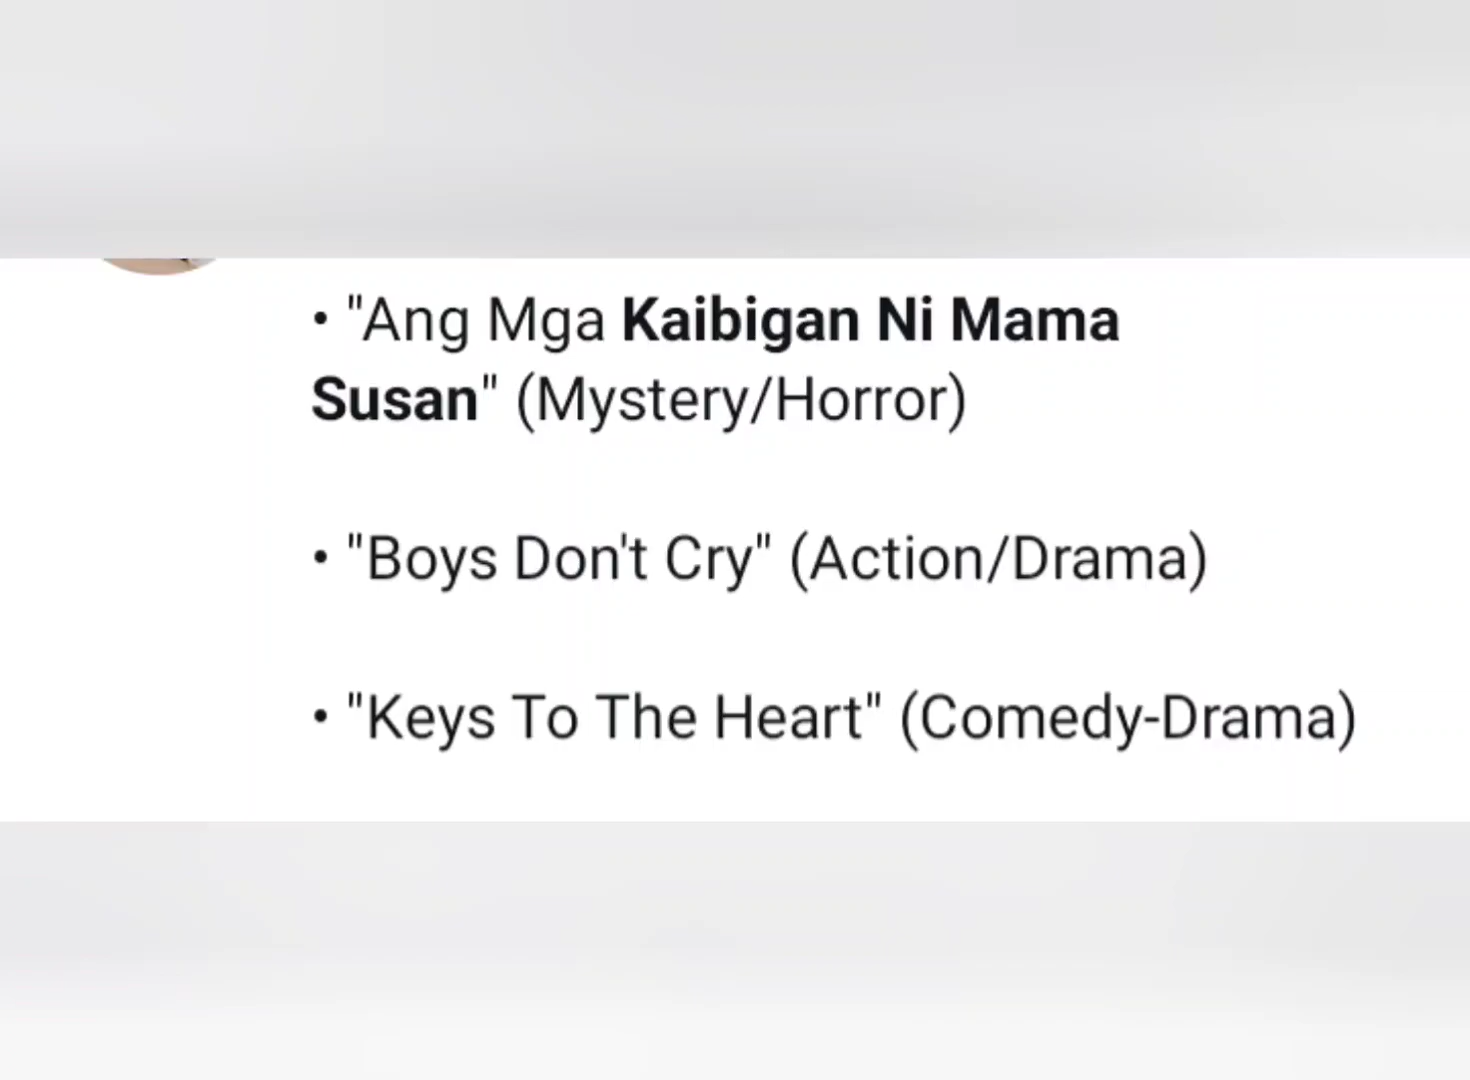 • "Ang Mga Kaibigan Ni Mama
Susan" (Mystery/Horror)
• "Boys Don't Cry" (Action/Drama)
• "Keys To The Heart" (Comedy-Drama)